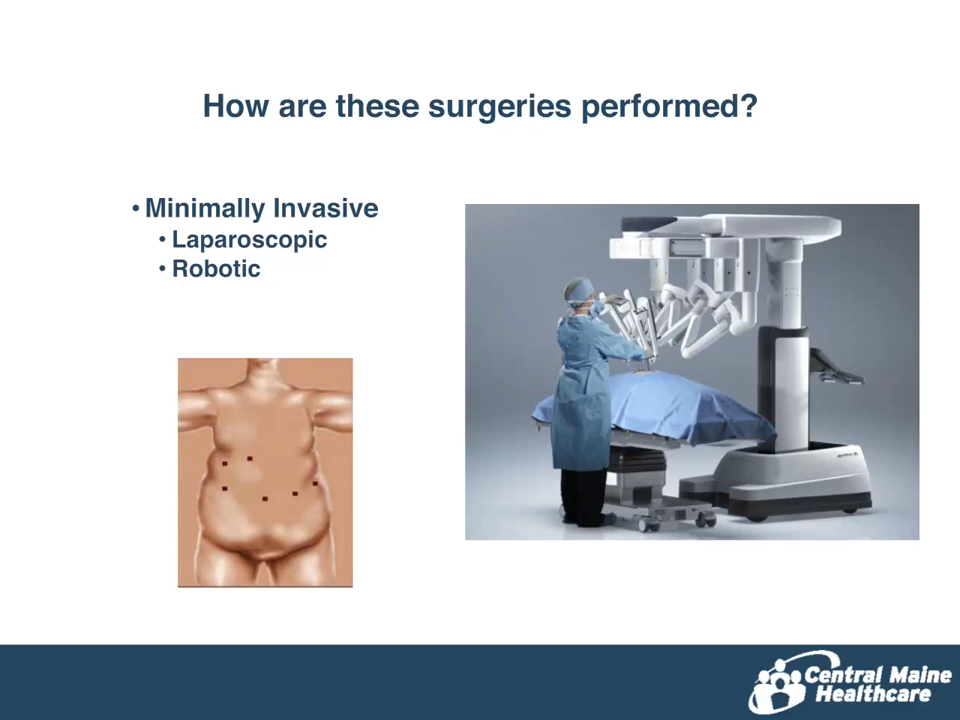 How are these surgeries performed?
• Minimally Invasive
• Laparoscopic
• Robotic
Central Maine
Healthcare